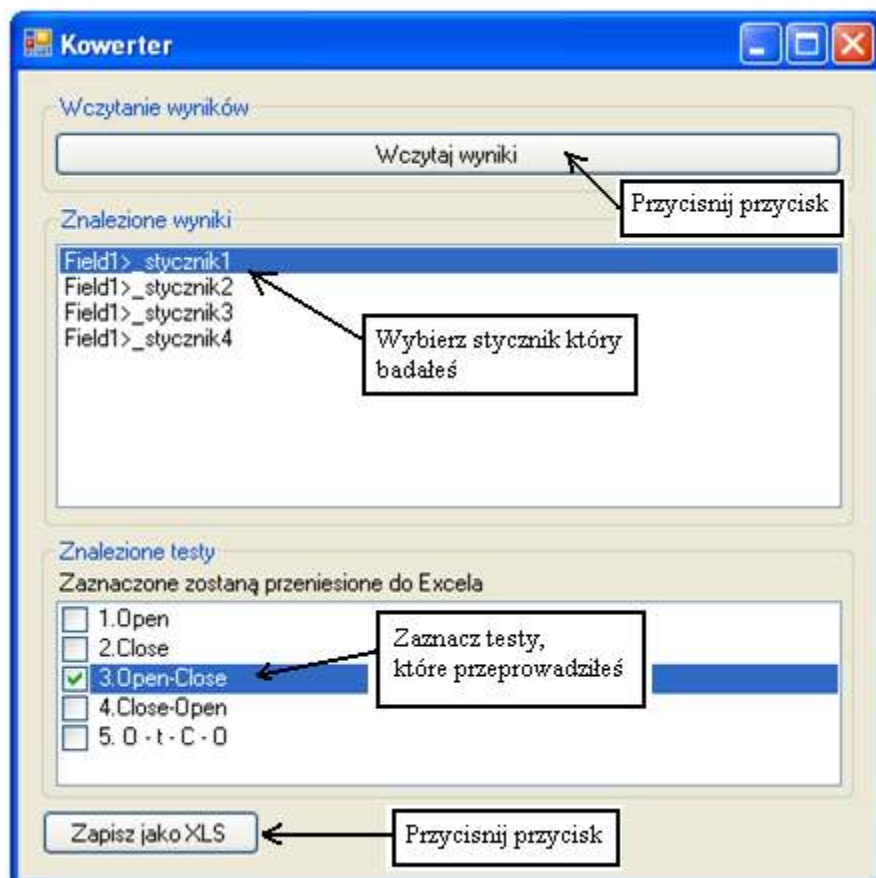 Kowerter
Wczytanie wyników
Wczytaj wyniki
Przycisnij przycisk
Znalezione wyniki
Field1>_stycznik1
Field1>_stycznik2
Field1>_stycznik3
Field1>_stycznik4
Wybierz stycznik który
badałeś
Znalezione testy
Zaznaczone zostaną przeniesione do Excela
1.Open
2.Close
3.Open-Close
4.Close-Open
5. O - t - C - O
Zaznacz testy,
które przeprowadziłeś
Zapisz jako XLS
Przycisnij przycisk